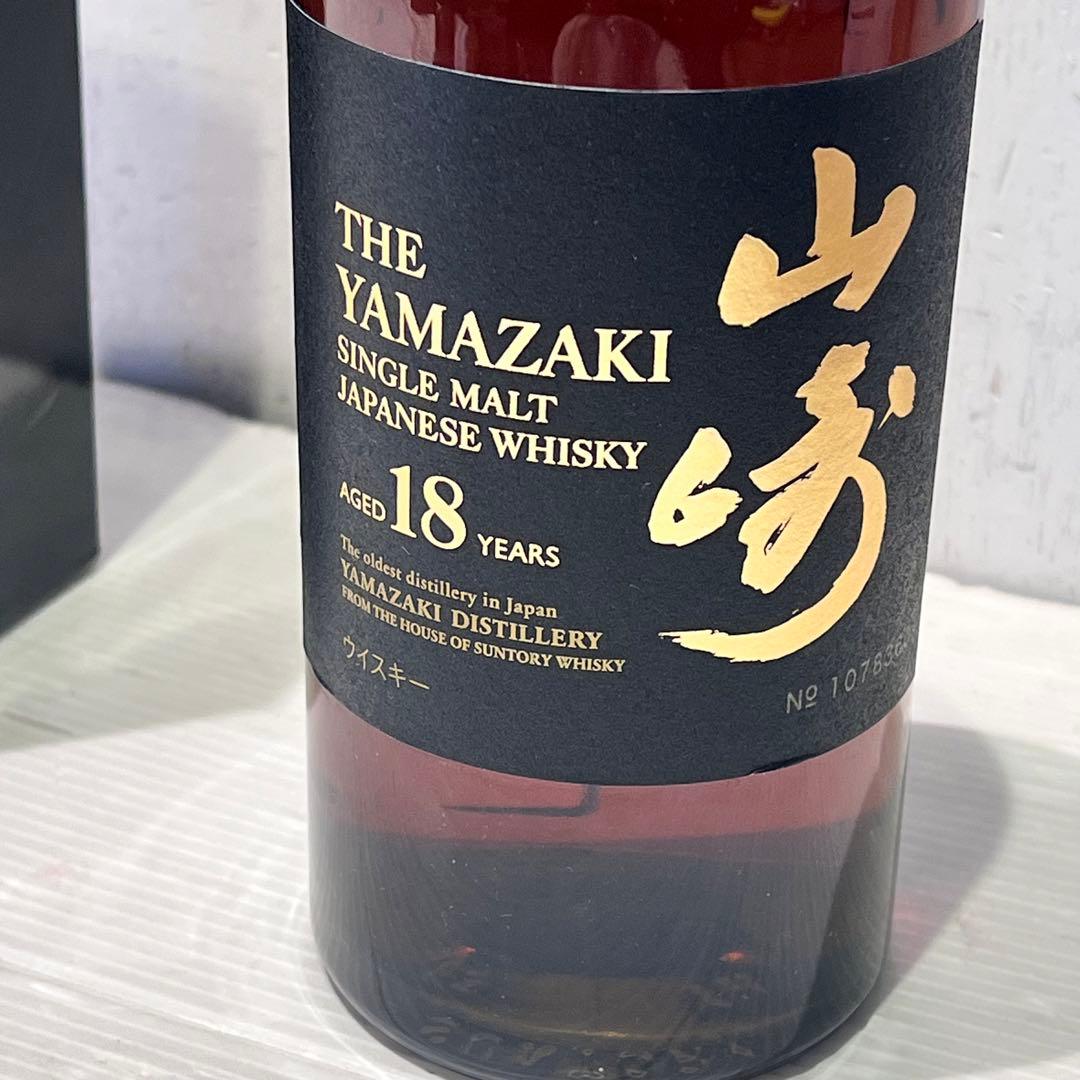 THE
YAMAZAKI
SINGLE MALT
JAPANESE WHISKY
AGED 18 YEARS
The oldest distillery in Japan
YAMAZAKI DISTILLERY
FROM THE HOUSE OF SUNTORY WHISKY
ウイスキー
山崎
№